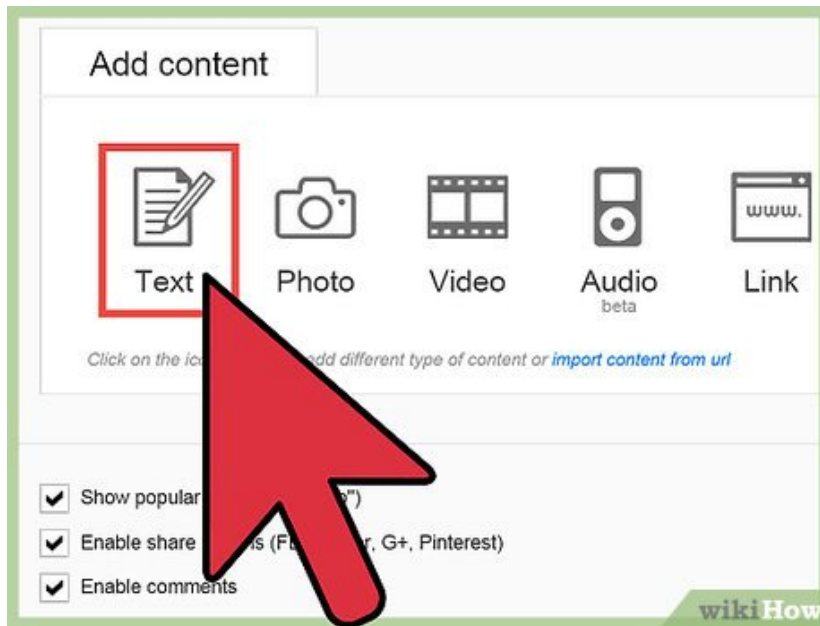 Add content
www.
Text Photo Video Audio Link
beta
Click on the add different type of content or import content from url
Show popular ")
Enable share (F r, G+, Pinterest)
Enable comments
wikiHow